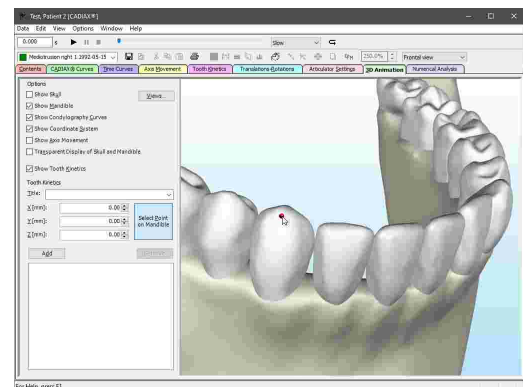 Test, Patient 2 [CADIAX®]
Data Edit View Options Window Help
0.000 s Slow
Mediotrusion right 1 1992-05-15 250.0% Frontal view
Contents CADIAX® Curves Time Curves Axis Movement Tooth Kinetics Translations-Rotations Articulator Settings 3D Animation Numerical Analysis
Options
Show Skull Views...
Show Mandible
Show Condylography Curves
Show Coordinate System
Show Axis Movement
Transparent Display of Skull and Mandible
Show Tooth Kinetics
Tooth Kinetics
Title:
X [mm]: 0.00
Y [mm]: 0.00 Select Point on Mandible
Z [mm]: 0.00
Add
For Help, press F1